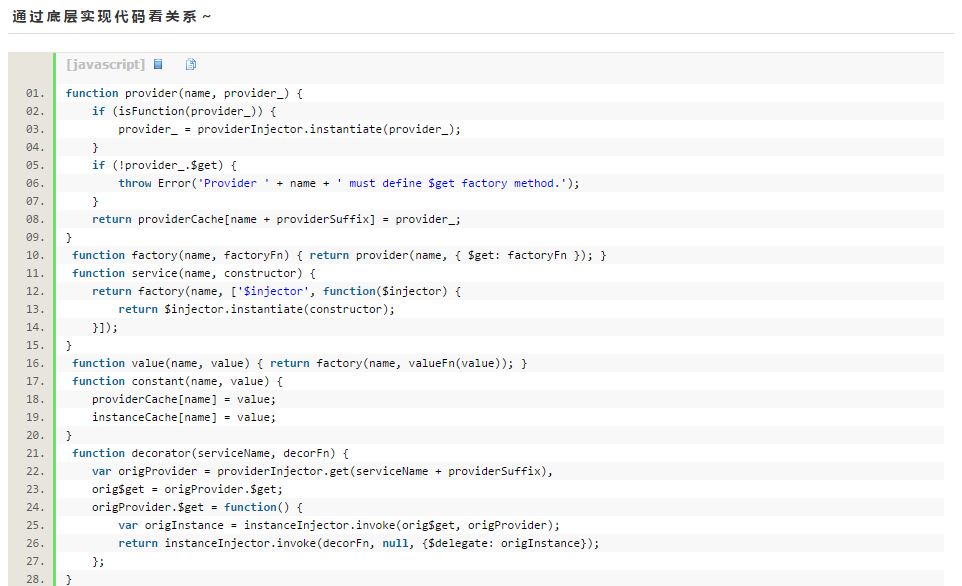 通过底层实现代码看关系～
[javascript]
01. function provider(name, provider_) {
02.     if (isFunction(provider_)) {
03.         provider_ = providerInjector.instantiate(provider_);
04.     }
05.     if (!provider_.$get) {
06.         throw Error('Provider ' + name + ' must define $get factory method.');
07.     }
08.     return providerCache[name + providerSuffix] = provider_;
09. }
10.  function factory(name, factoryFn) { return provider(name, { $get: factoryFn }); }
11.  function service(name, constructor) {
12.     return factory(name, ['$injector', function($injector) {
13.         return $injector.instantiate(constructor);
14.     }]);
15. }
16.  function value(name, value) { return factory(name, valueFn(value)); }
17.  function constant(name, value) {
18.     providerCache[name] = value;
19.     instanceCache[name] = value;
20. }
21.  function decorator(serviceName, decorFn) {
22.     var origProvider = providerInjector.get(serviceName + providerSuffix),
23.     orig$get = origProvider.$get;
24.     origProvider.$get = function() {
25.         var origInstance = instanceInjector.invoke(orig$get, origProvider);
26.         return instanceInjector.invoke(decorFn, null, {$delegate: origInstance});
27.     };
28. }